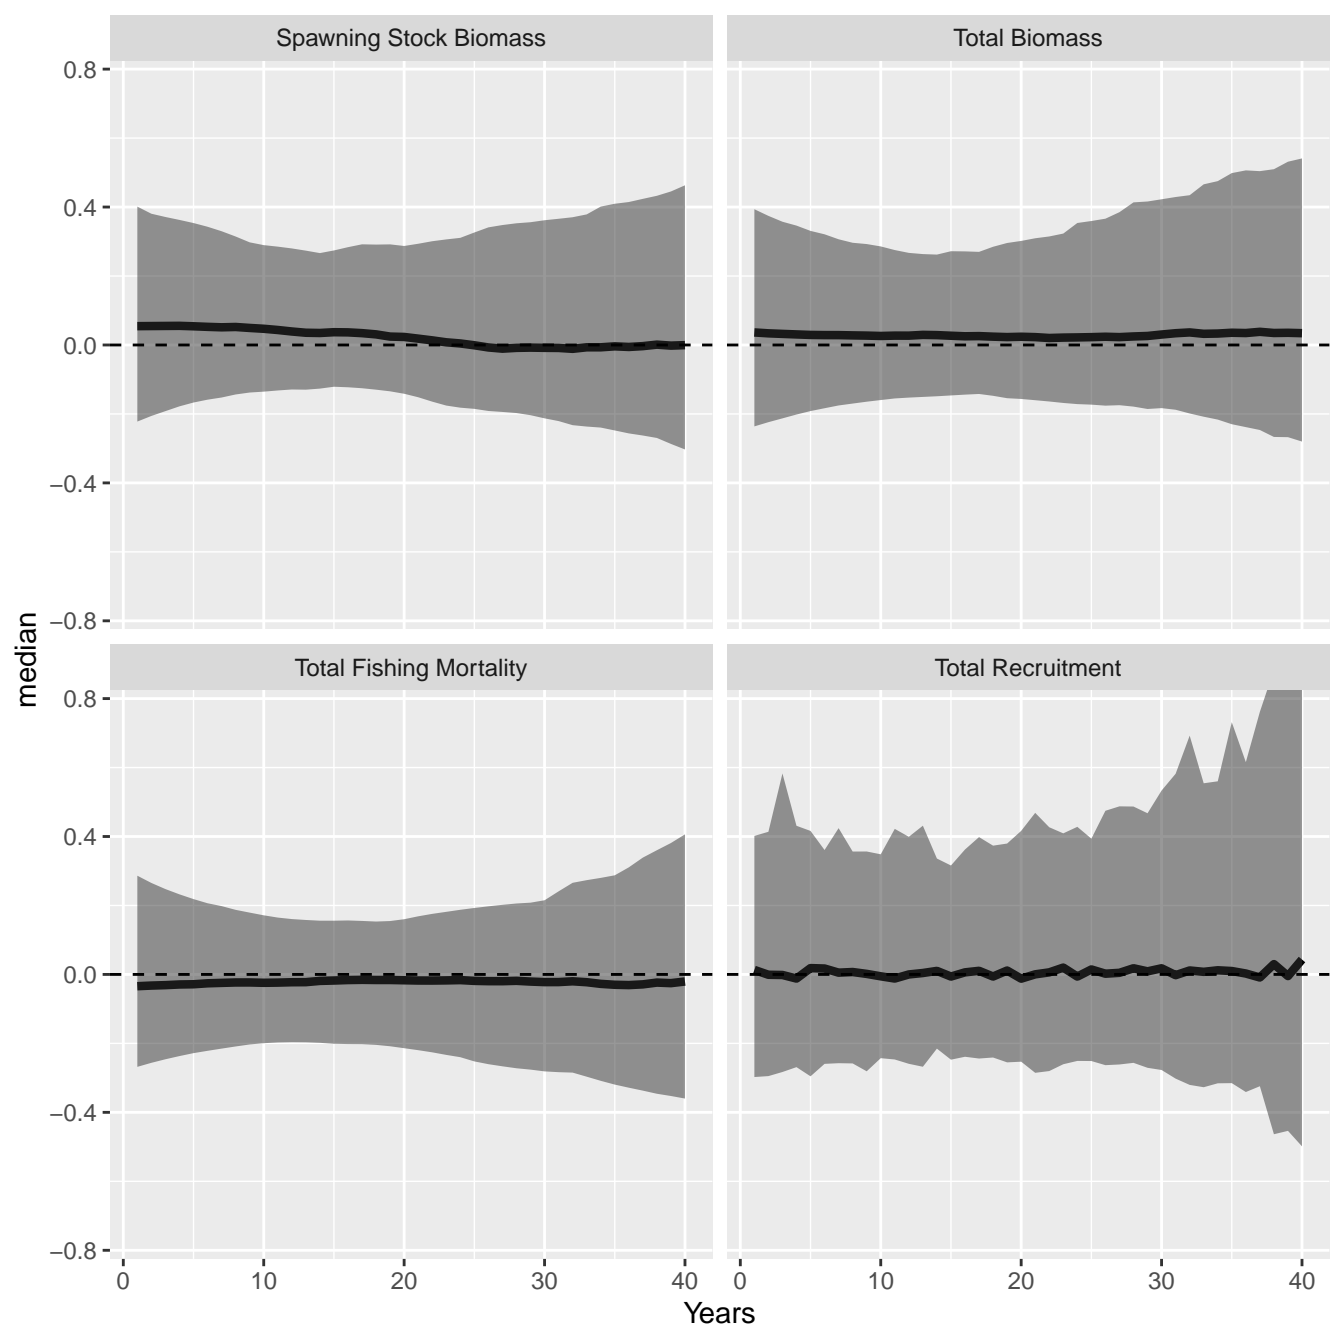 Spawning Stock Biomass
Total Biomass
0.8
0.4
0.0
−0.4
−0.8
median
Total Fishing Mortality
Total Recruitment
0.8
0.4
0.0
−0.4
−0.8
0 10 20 30 40
0 10 20 30 40
Years